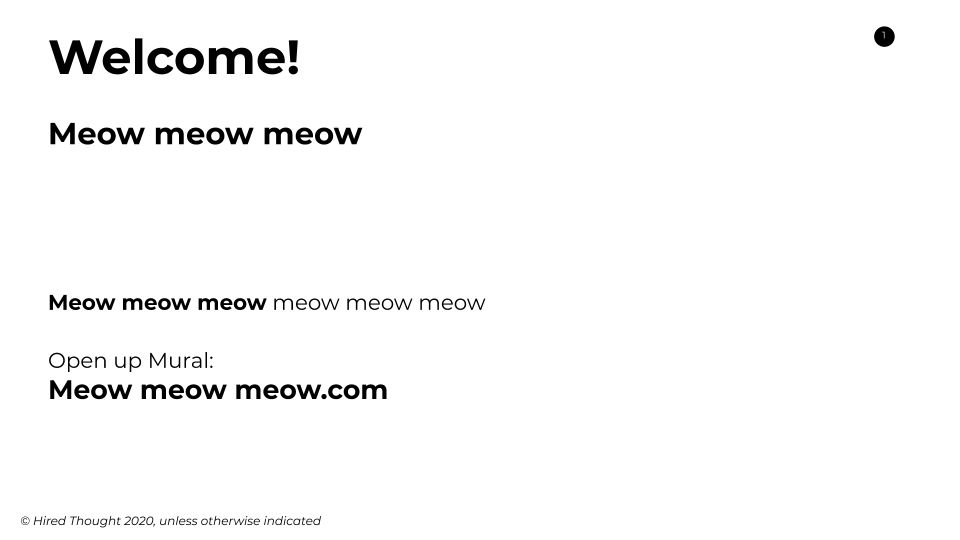 Welcome!
1
Meow meow meow
Meow meow meow meow meow meow
Open up Mural:
Meow meow meow.com
© Hired Thought 2020, unless otherwise indicated